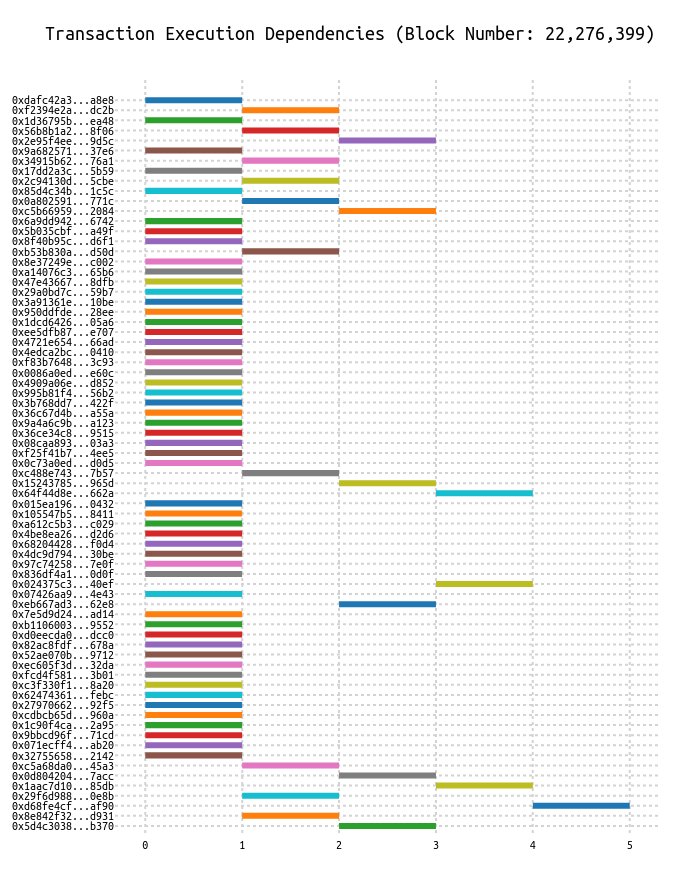 Transaction Execution Dependencies (Block Number: 22,276,399)
0xdafc42a3...a8e8
0xf2394e2a...dc2b
0x1d36795b...ea48
0x56b8b1a2...8f06
0x2e95f4ee...9d5c
0x9a682571...37e6
0x34915b62...76a1
0x17dd2a3c...5b59
0x2c94130d...5cbe
0x85d4c34b...1c5c
0x0a802591...771c
0xc5b66959...2084
0x6a9dd942...6742
0x5b035cbf...a49f
0x8f40b95c...d6f1
0xb53b830a...d50d
0x8e37249e...c002
0xa14076c3...65b6
0x47e43667...8dfb
0x29a0bd7c...59b7
0x3a91361e...10be
0x950ddfde...28ee
0x1dcd6426...05a6
0xee5dfb87...e707
0x4721e654...66ad
0x4edca2bc...0410
0xf83b7648...3c93
0x0086a0ed...e60c
0x4909a06e...d852
0x995b81f4...56b2
0x3b768dd7...422f
0x36c67d4b...a55a
0x9a4a6c9b...a123
0x36ce34c8...9515
0x08caa893...03a3
0xf25f41b7...4ee5
0x0c73a0ed...d0d5
0xc488e743...7b57
0x15243785...965d
0x64f44d8e...662a
0x015ea196...0432
0x105547b5...8411
0xa612c5b3...c029
0x4be8ea26...d2d6
0x68204428...f0d4
0x4dc9d794...30be
0x97c74258...7e0f
0x836df4a1...0d0f
0x024375c3...40ef
0x07426aa9...4e43
0xeb667ad3...62e8
0x7e5d9d24...ad14
0xb1106003...9552
0xd0eecda0...dcc0
0x82ac8fdf...678a
0x52ae070b...9712
0xec605f3d...32da
0xfcd4f581...3b01
0xc3f330f1...8a20
0x62474361...febc
0x27970662...92f5
0xcdbcb65d...960a
0x1c90f4ca...2a95
0x9bbcd96f...71cd
0x071ecff4...ab20
0x32755658...2142
0xc5a68da0...45a3
0x0d804204...7acc
0x1aac7d10...85db
0x29f6d988...0e8b
0xd68fe4cf...af90
0x8e842f32...d931
0x5d4c3038...b370
0 1 2 3 4 5